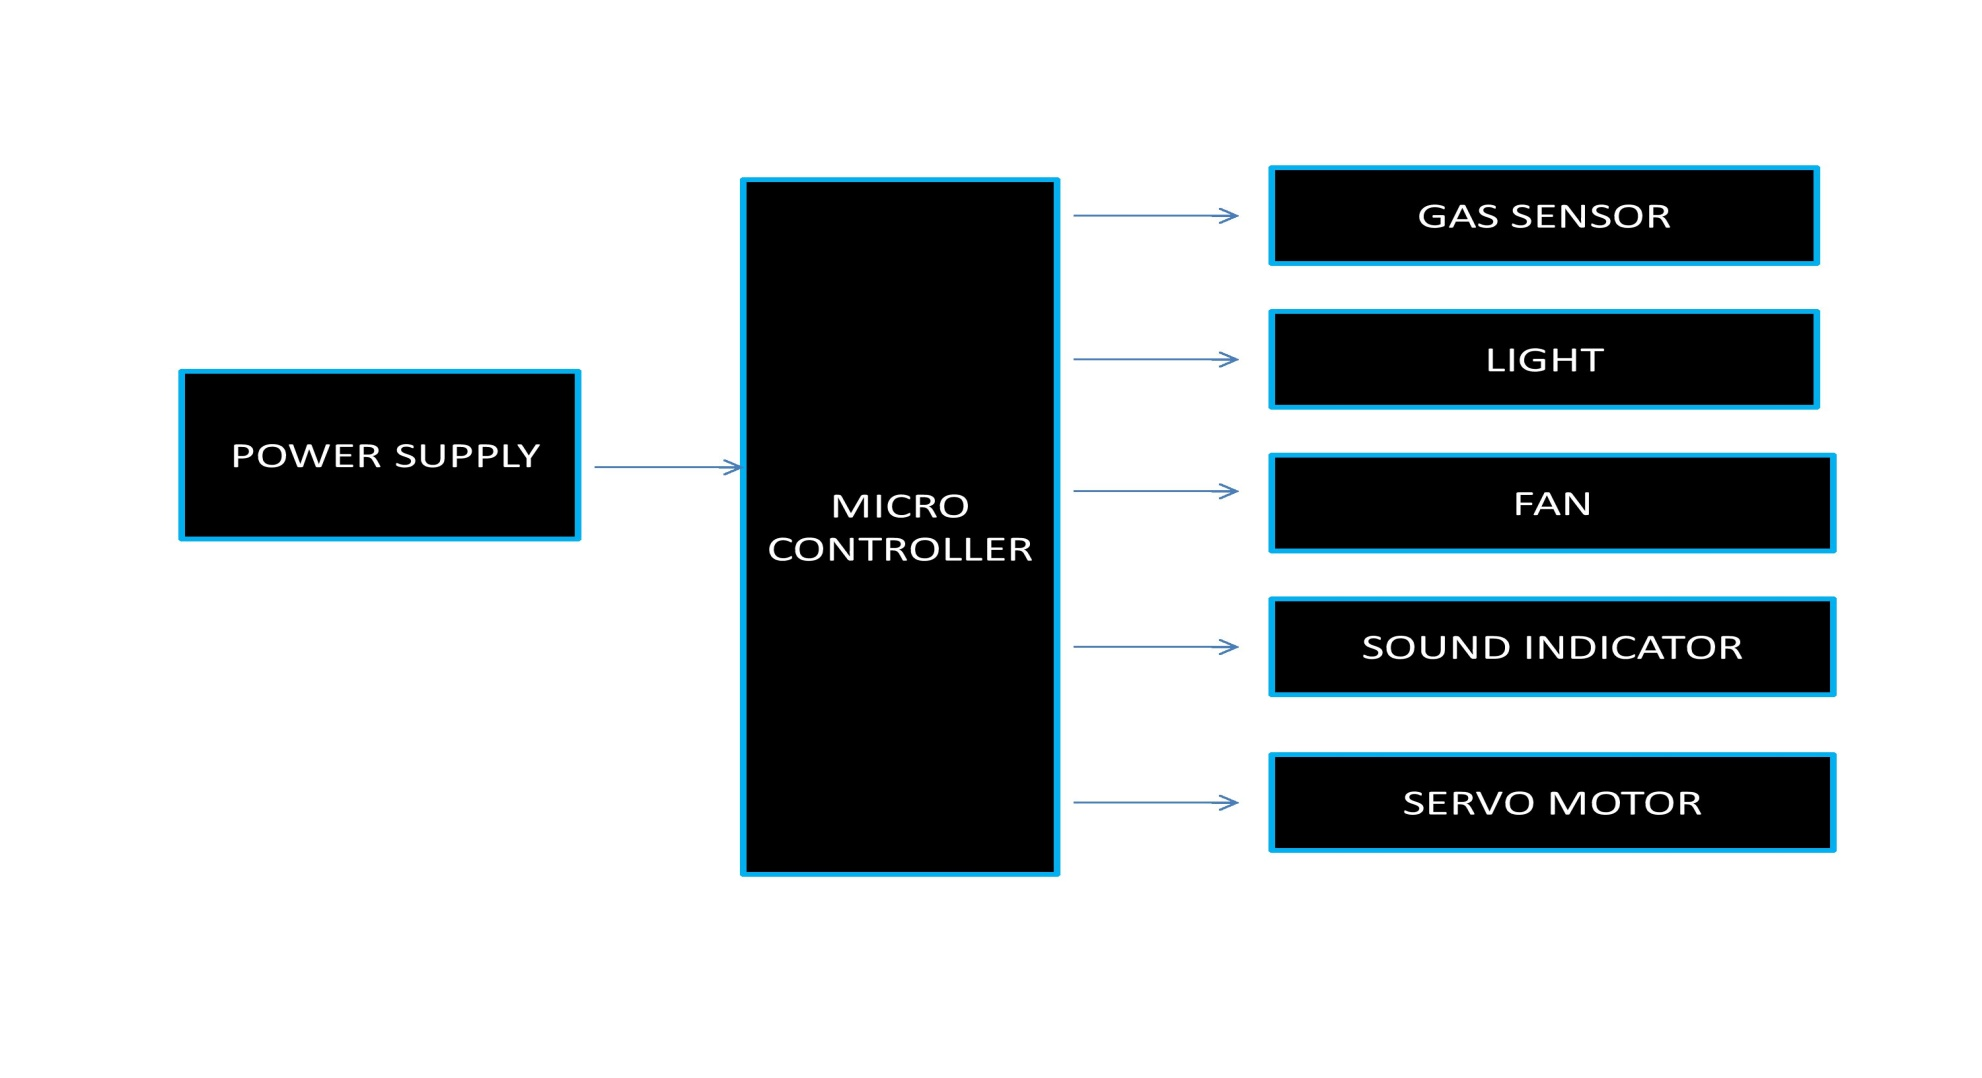 POWER SUPPLY
MICRO
CONTROLLER
GAS SENSOR
LIGHT
FAN
SOUND INDICATOR
SERVO MOTOR